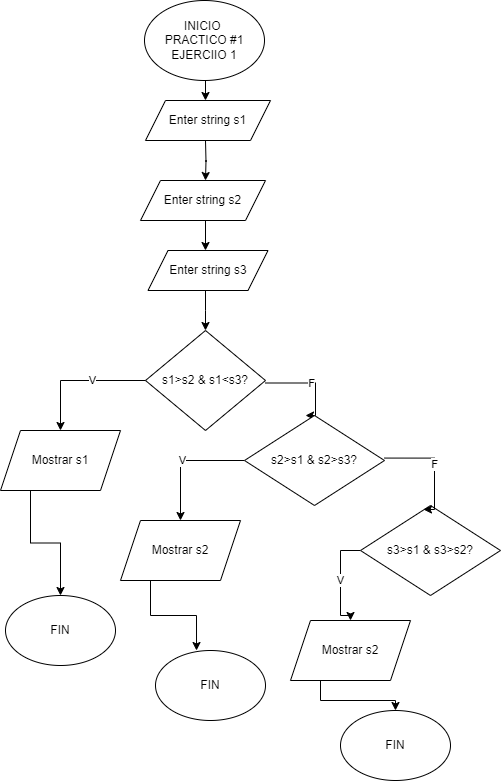 INICIO
PRACTICO #1
EJERCIIO 1
Enter string s1
Enter string s2
Enter string s3
s1>s2 & s1<s3?
V
F
Mostrar s1
s2>s1 & s2>s3?
V
F
Mostrar s2
s3>s1 & s3>s2?
V
FIN
Mostrar s2
FIN
FIN